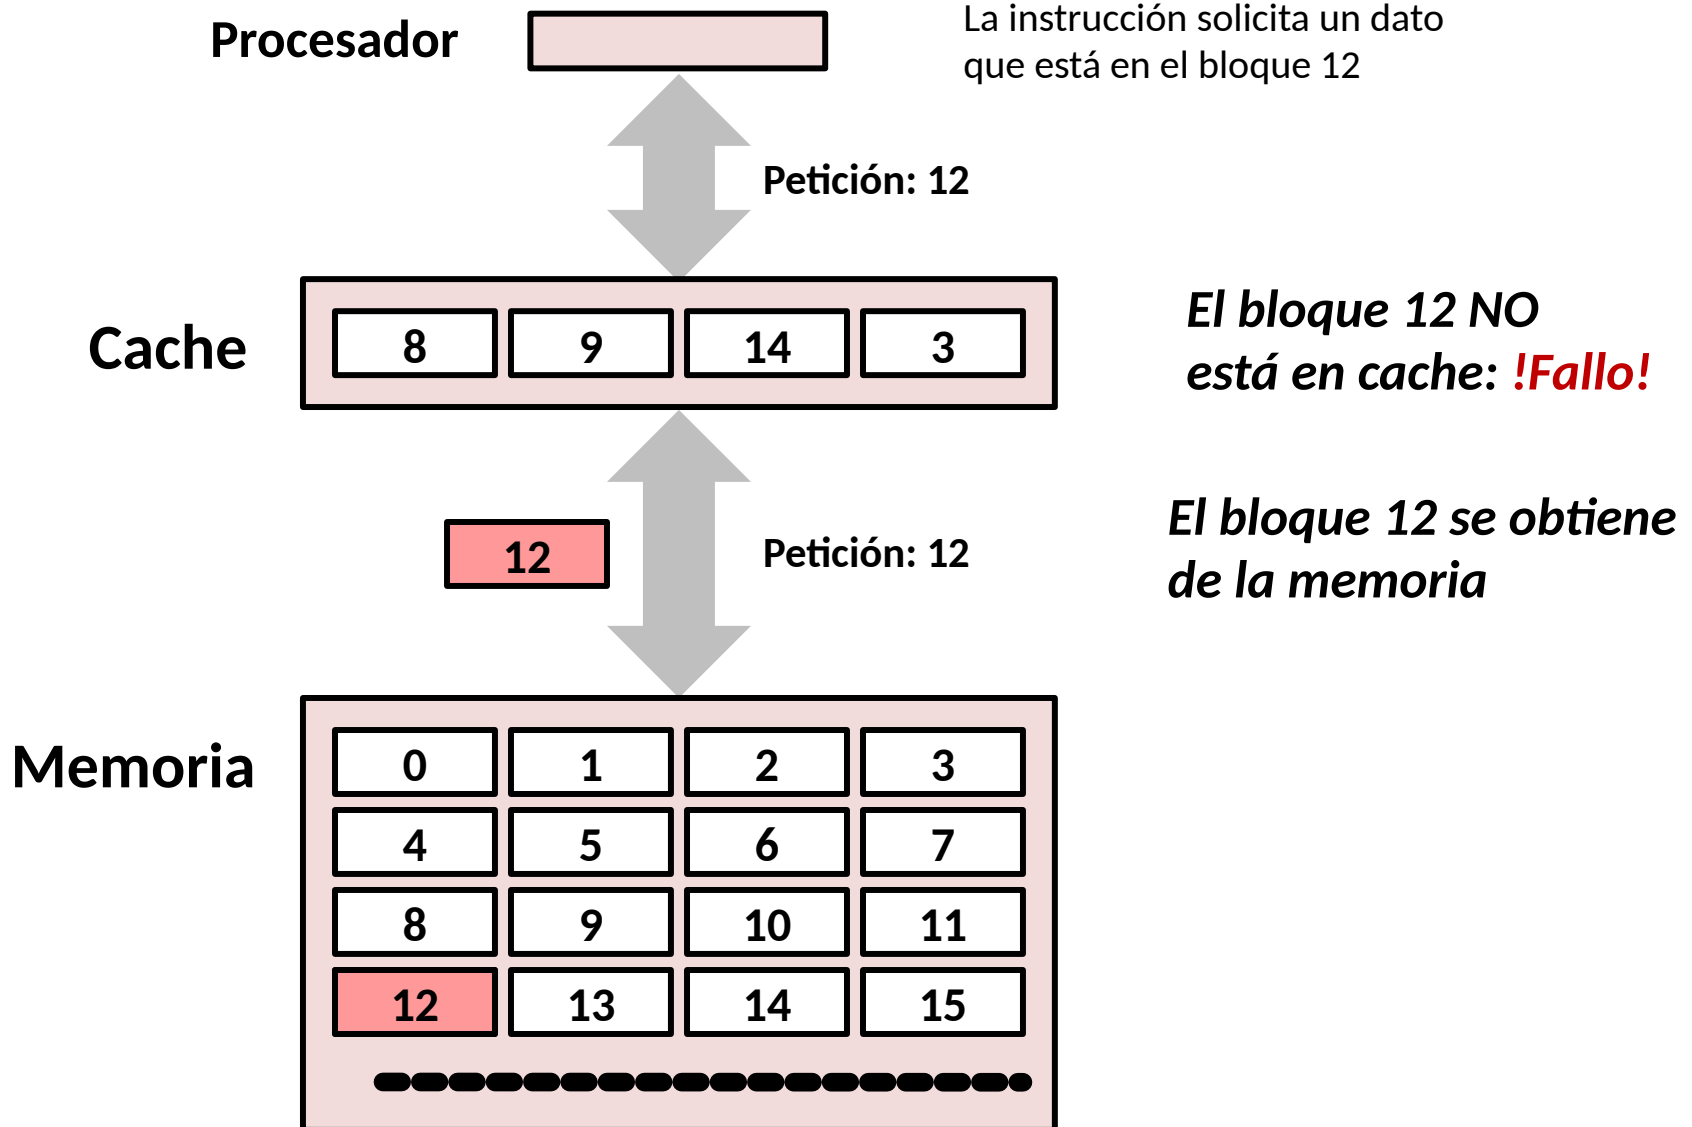 Procesador
La instrucción solicita un dato
que está en el bloque 12
Petición: 12
Cache
8 9 14 3
El bloque 12 NO
está en cache: !Fallo!
12
Petición: 12
El bloque 12 se obtiene
de la memoria
Memoria
0 1 2 3
4 5 6 7
8 9 10 11
12 13 14 15